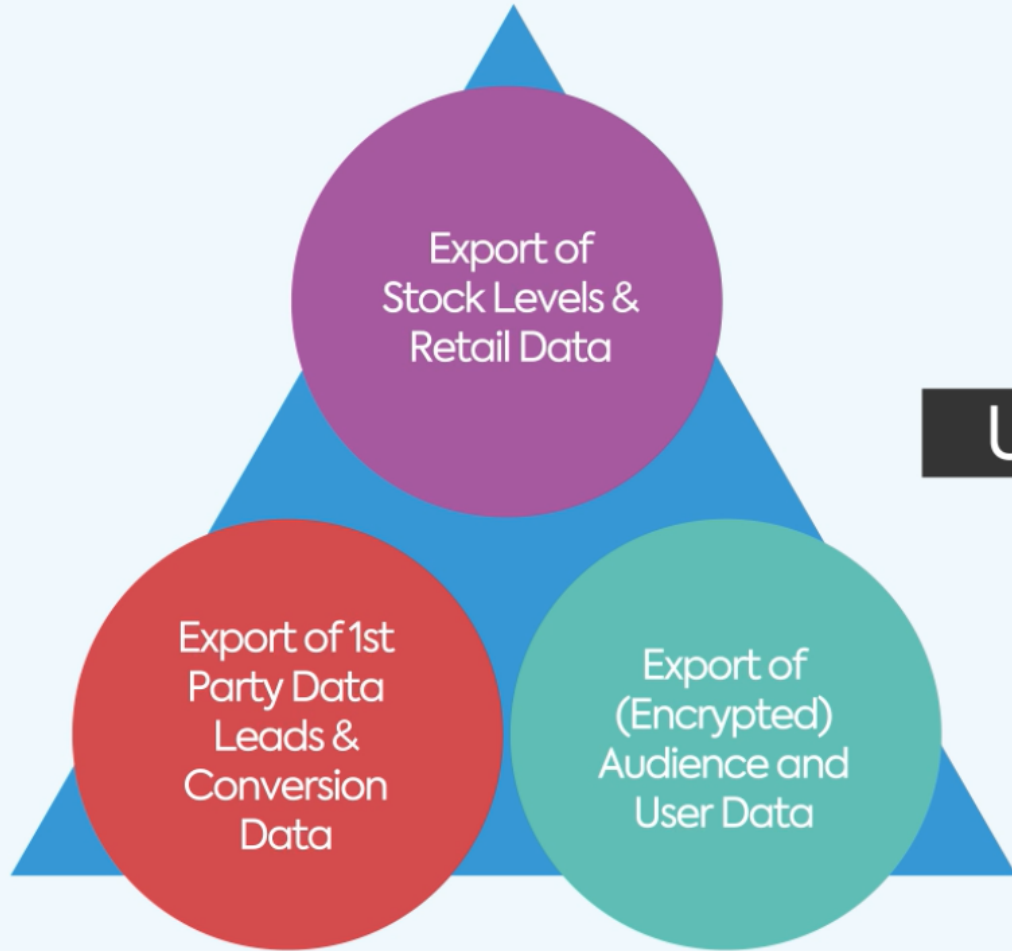 Export of
Stock Levels &
Retail Data
U
Export of 1st
Party Data
Leads &
Conversion
Data
Export of
(Encrypted)
Audience and
User Data